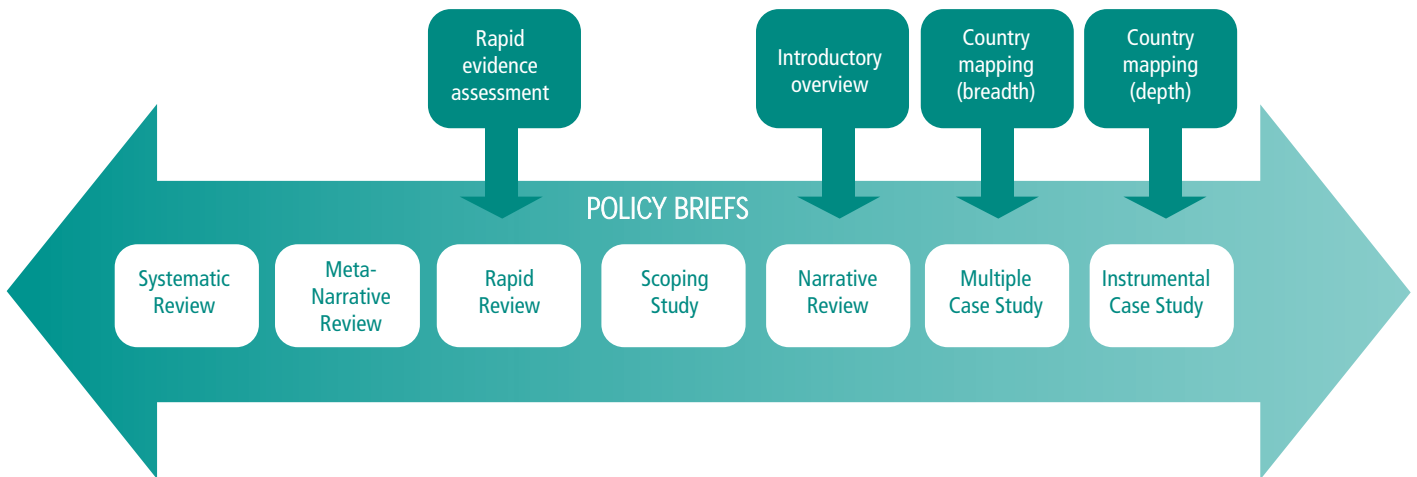 Rapid
evidence
assessment
Introductory
overview
Country
mapping
(breadth)
Country
mapping
(depth)
POLICY BRIEFS
Systematic
Review
Meta-
Narrative
Review
Rapid
Review
Scoping
Study
Narrative
Review
Multiple
Case Study
Instrumental
Case Study